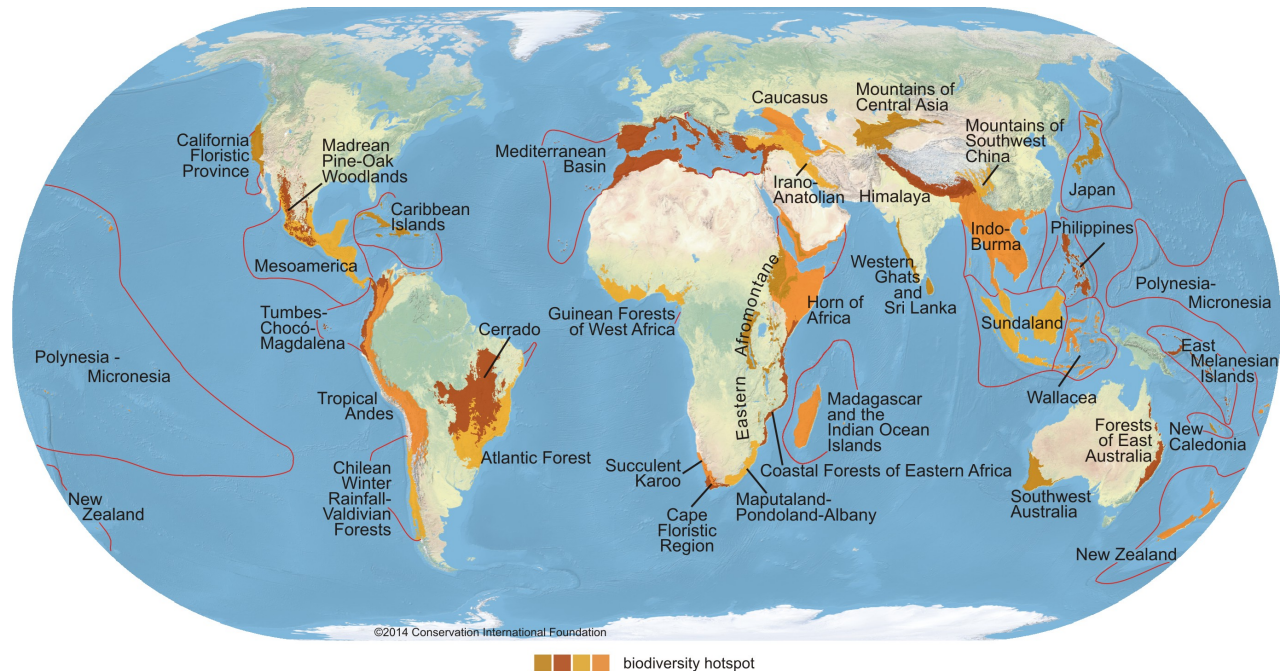 Caucasus
Mountains of
Central Asia
California
Floristic
Province
Madrean
Pine-Oak
Woodlands
Mediterranean
Basin
Mountains of
Southwest
China
Irano-
Anatolian
Himalaya
Japan
Caribbean
Islands
Mesoamerica
Indo-
Burma
Philippines
Western
Ghats
and
Sri Lanka
Polynesia-
Micronesia
Tumbes-
Chocó-
Magdalena
Cerrado
Guinean Forests
of West Africa
Eastern Afromontane
Horn of
Africa
Sundaland
Polynesia -
Micronesia
East
Melanesian
Islands
Wallacea
Tropical
Andes
Madagascar
and the
Indian Ocean
Islands
Forests
of East
Australia
New
Caledonia
Atlantic Forest
Chilean
Winter
Rainfall-
Valdivian
Forests
Succulent
Karoo
Coastal Forests of Eastern Africa
Maputaland-
Pondoland-Albany
Cape
Floristic
Region
Southwest
Australia
New
Zealand
New Zealand
©2014 Conservation International Foundation
biodiversity hotspot